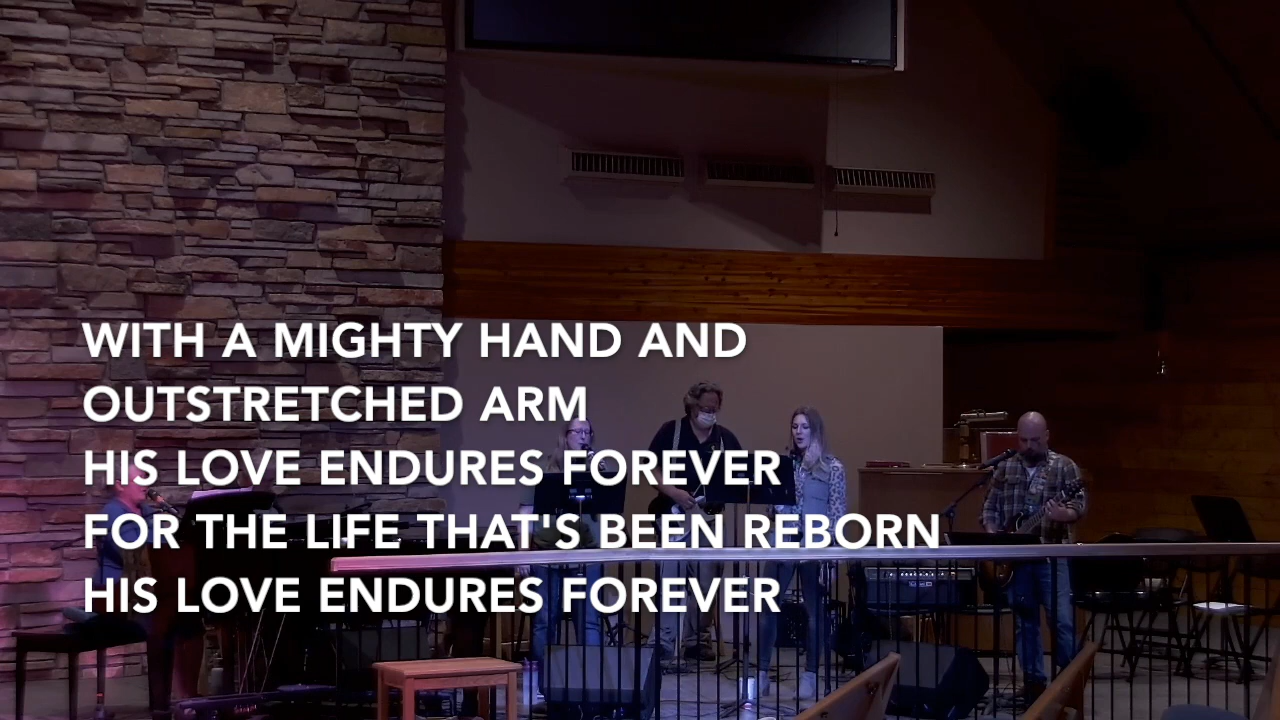 WITH A MIGHTY HAND AND
OUTSTRETCHED ARM
HIS LOVE ENDURES FOREVER
FOR THE LIFE THAT'S BEEN REBORN
HIS LOVE ENDURES FOREVER